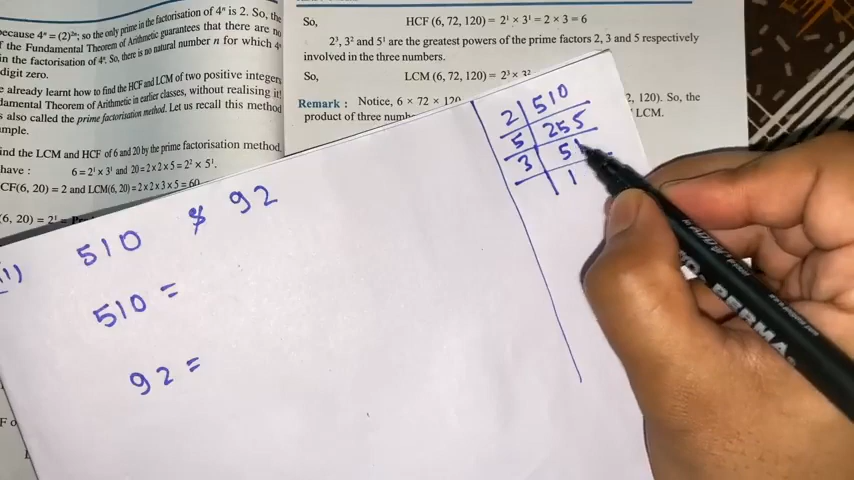 because 4ⁿ = (2)²ⁿ; so the only prime in the factorisation of 4ⁿ is 2. So, the
the Fundamental Theorem of Arithmetic guarantees that there are no
in the factorisation of 4ⁿ. So, there is no natural number n for which 4ⁿ
digit zero.
already learnt how to find the HCF and LCM of two positive integers
damental Theorem of Arithmetic in earlier classes, without realising it!
also called the prime factorisation method. Let us recall this method
mple.
ind the LCM and HCF of 6 and 20 by the prime factorisation method.
have : 6 = 2¹ × 3¹ and 20 = 2 × 2 × 5 = 2² × 5¹.
CF(6, 20) = 2 and LCM(6, 20) = 2 × 2 × 3 × 5 = 60
(6, 20) = 2¹ =
So, HCF (6, 72, 120) = 2¹ × 3¹ = 2 × 3 = 6
2³, 3² and 5¹ are the greatest powers of the prime factors 2, 3 and 5 respectively
involved in the three numbers.
So, LCM (6, 72, 120) = 2³ × 3²
Remark : Notice, 6 × 72 × 120 2, 120). So, the
product of three numb LCM.
510 & 92
510 =
92 =
2 510
5 255
3 51
1